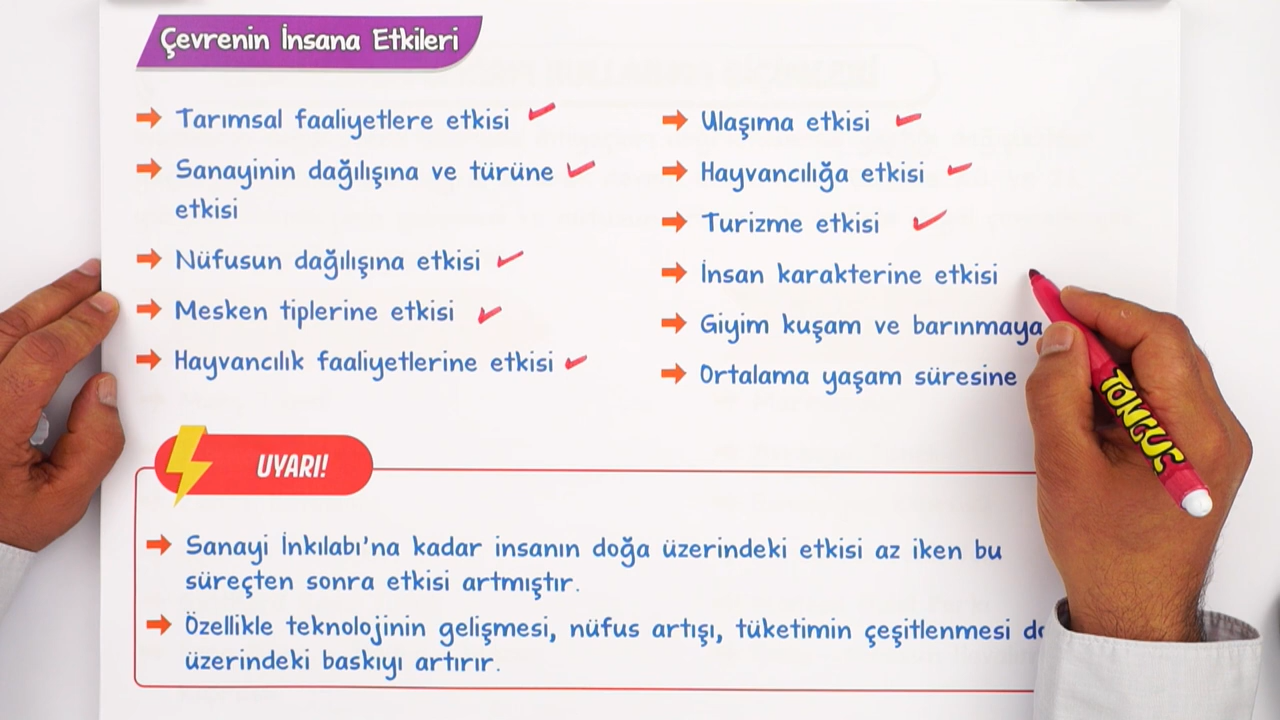 Çevrenin İnsana Etkileri
Tarımsal faaliyetlere etkisi
Sanayinin dağılışına ve türüne
etkisi
Nüfusun dağılışına etkisi
Mesken tiplerine etkisi
Hayvancılık faaliyetlerine etkisi
Ulaşıma etkisi
Hayvancılığa etkisi
Turizme etkisi
İnsan karakterine etkisi
Giyim kuşam ve barınmaya
Ortalama yaşam süresine
UYARI!
Sanayi İnkılabı'na kadar insanın doğa üzerindeki etkisi az iken bu
süreçten sonra etkisi artmıştır.
Özellikle teknolojinin gelişmesi, nüfus artışı, tüketimin çeşitlenmesi
üzerindeki baskıyı artırır.
TONGUÇ